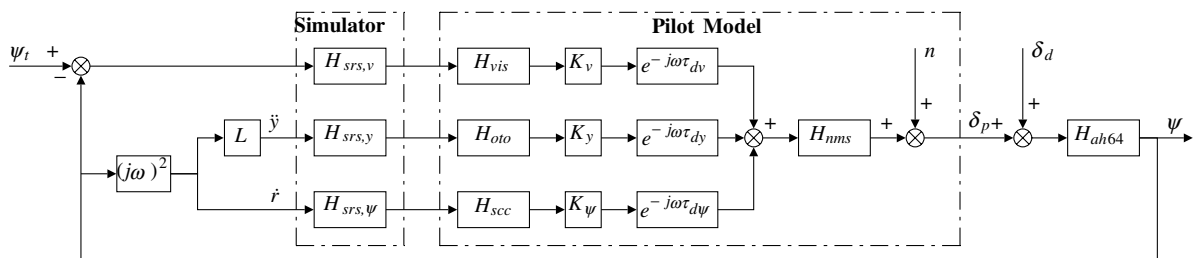 Simulator
Pilot Model
ψt + − Hsrs,v Hvis Kv e^−jωτdv n δd
L ÿ Hsrs,y Hoto Ky e^−jωτdy + Hnms + + δp + + Hah64 ψ
(jω)^2 ṙ Hsrs,ψ Hscc Kψ e^−jωτdψ